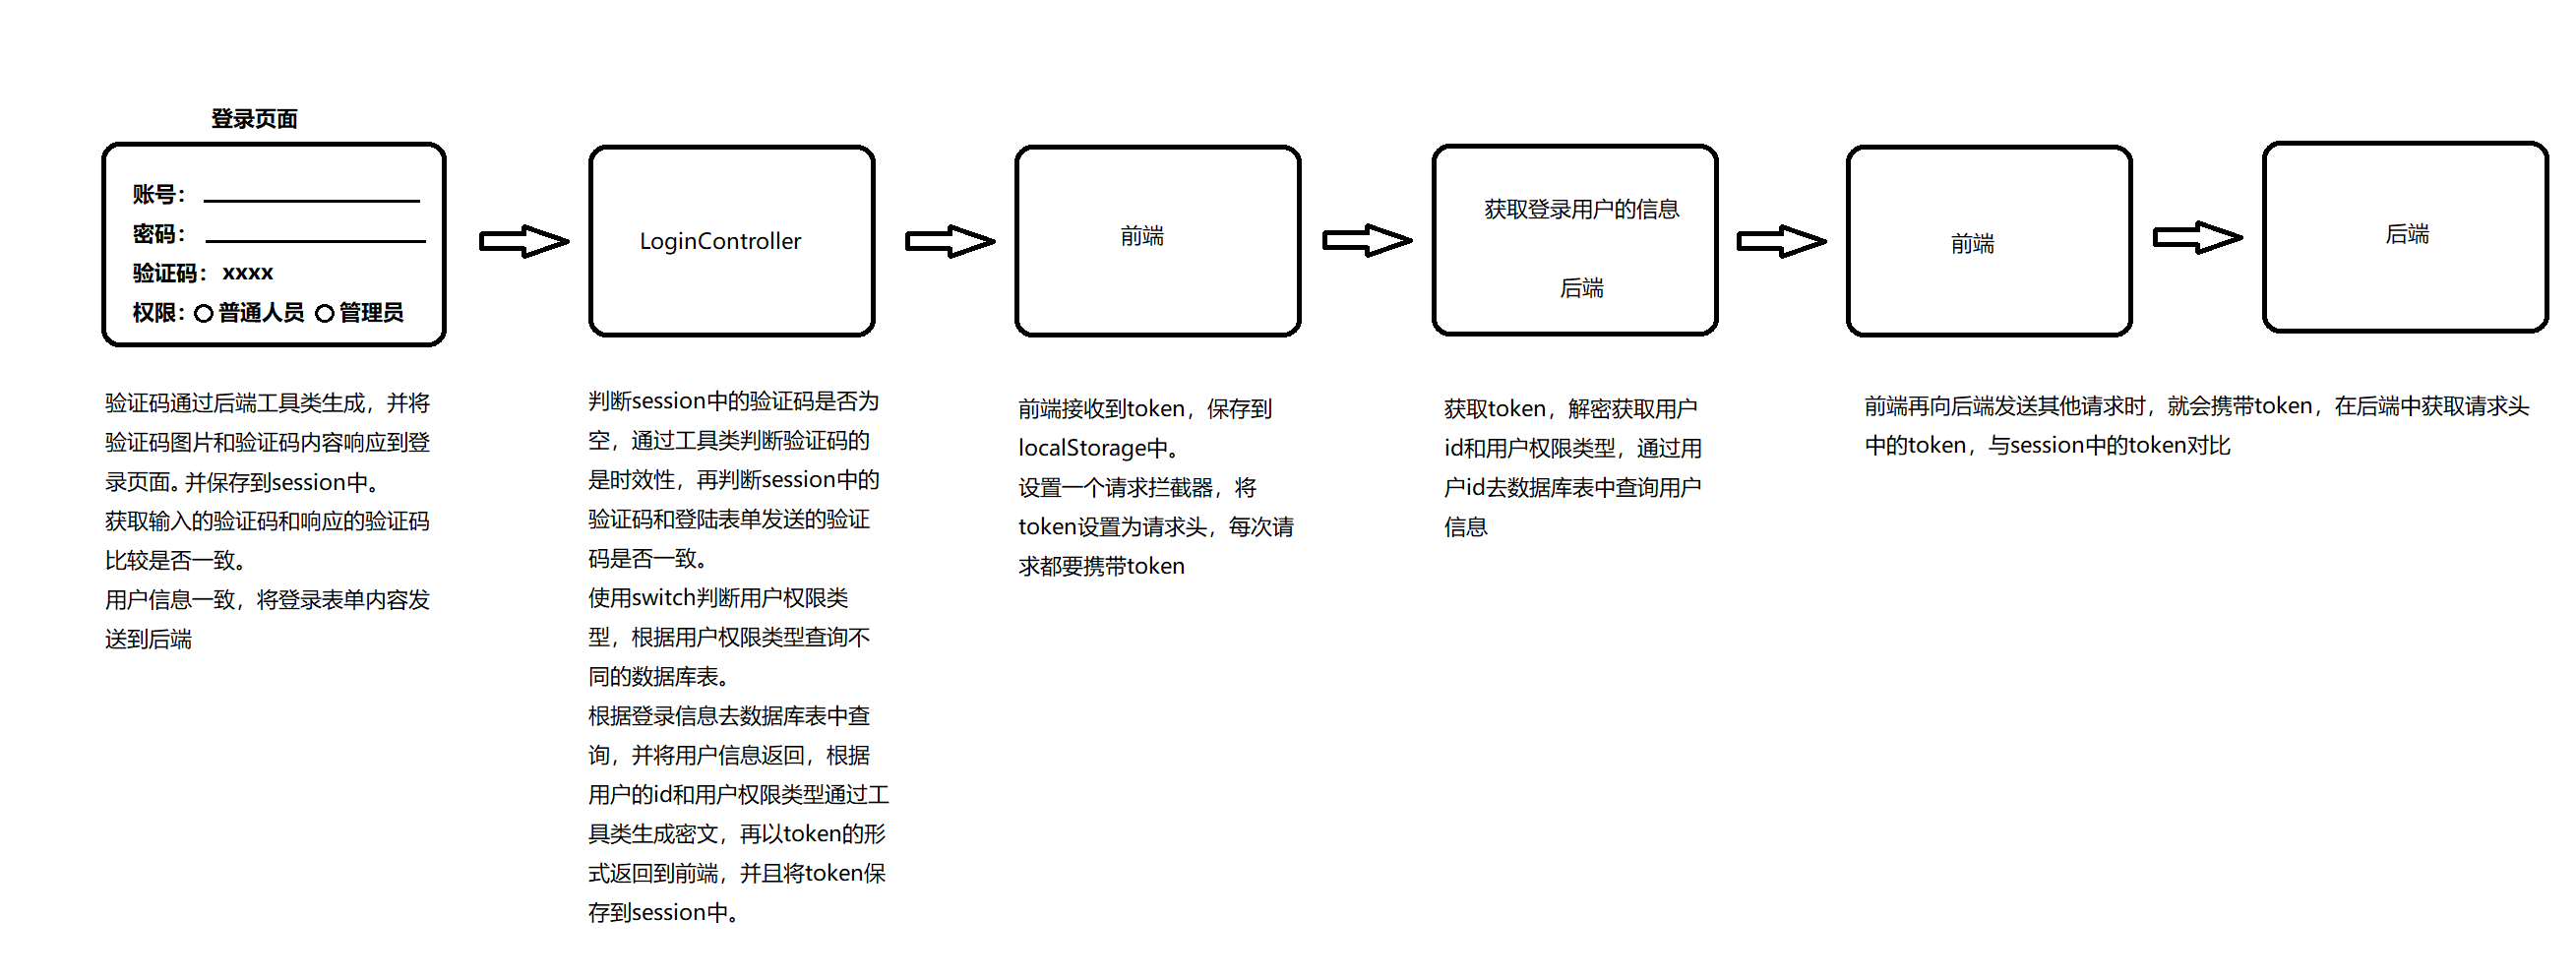 登录页面
账号：
密码：
验证码：xxxx
权限：普通人员 管理员
LoginController
前端
获取登录用户的信息
后端
前端
后端
验证码通过后端工具类生成，并将
验证码图片和验证码内容响应到登
录页面。并保存到session中。
获取输入的验证码和响应的验证码
比较是否一致。
用户信息一致，将登录表单内容发
送到后端
判断session中的验证码是否为
空，通过工具类判断验证码的
是时效性，再判断session中的
验证码和登陆表单发送的验证
码是否一致。
使用switch判断用户权限类
型，根据用户权限类型查询不
同的数据库表。
根据登录信息去数据库表中查
询，并将用户信息返回，根据
用户的id和用户权限类型通过工
具类生成密文，再以token的形
式返回到前端，并且将token保
存到session中。
前端接收到token，保存到
localStorage中。
设置一个请求拦截器，将
token设置为请求头，每次请
求都要携带token
获取token，解密获取用户
id和用户权限类型，通过用
户id去数据库表中查询用户
信息
前端再向后端发送其他请求时，就会携带token，在后端中获取请求头
中的token，与session中的token对比